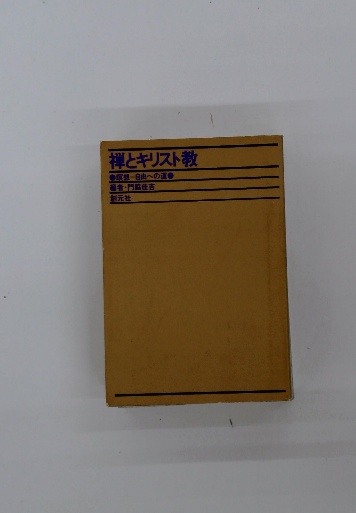 禅とキリスト教
●瞑想=自由への道●
編者・門脇佳吉
創元社